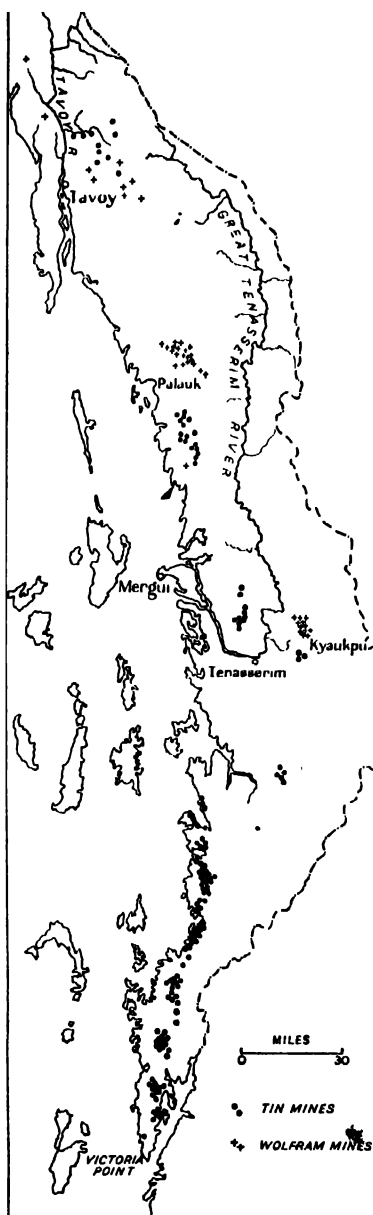 TAVOY R
Tavoy
GREAT TENASSERIM RIVER
Palauk
Mergui
Kyaukpu
Tenasserim
MILES
0 30
TIN MINES
WOLFRAM MINES
VICTORIA
POINT